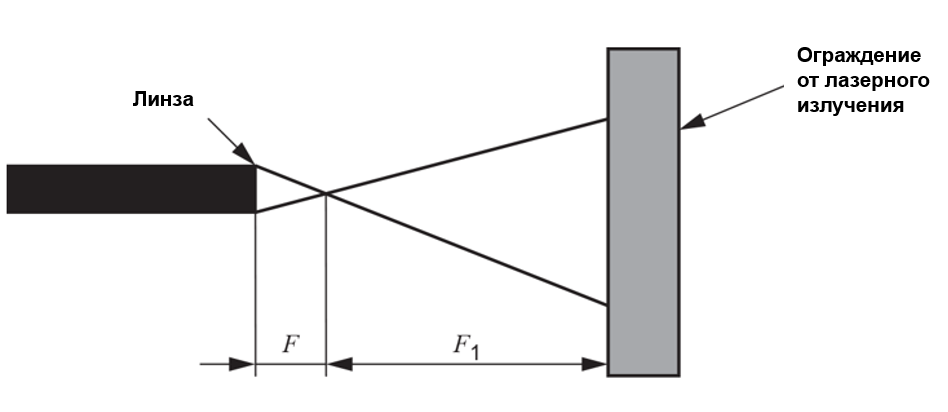 Ограждение
от лазерного
излучения
Линза
F
F1